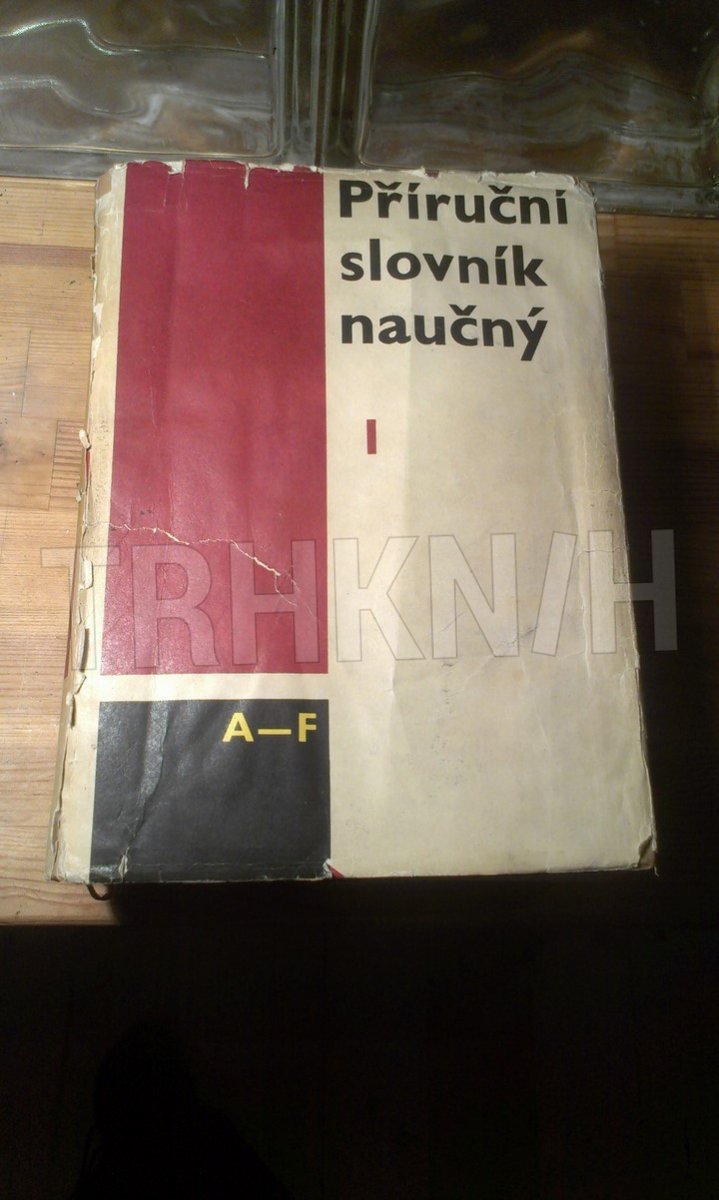 Příruční
slovník
naučný
I
TRHKNIH
A—F